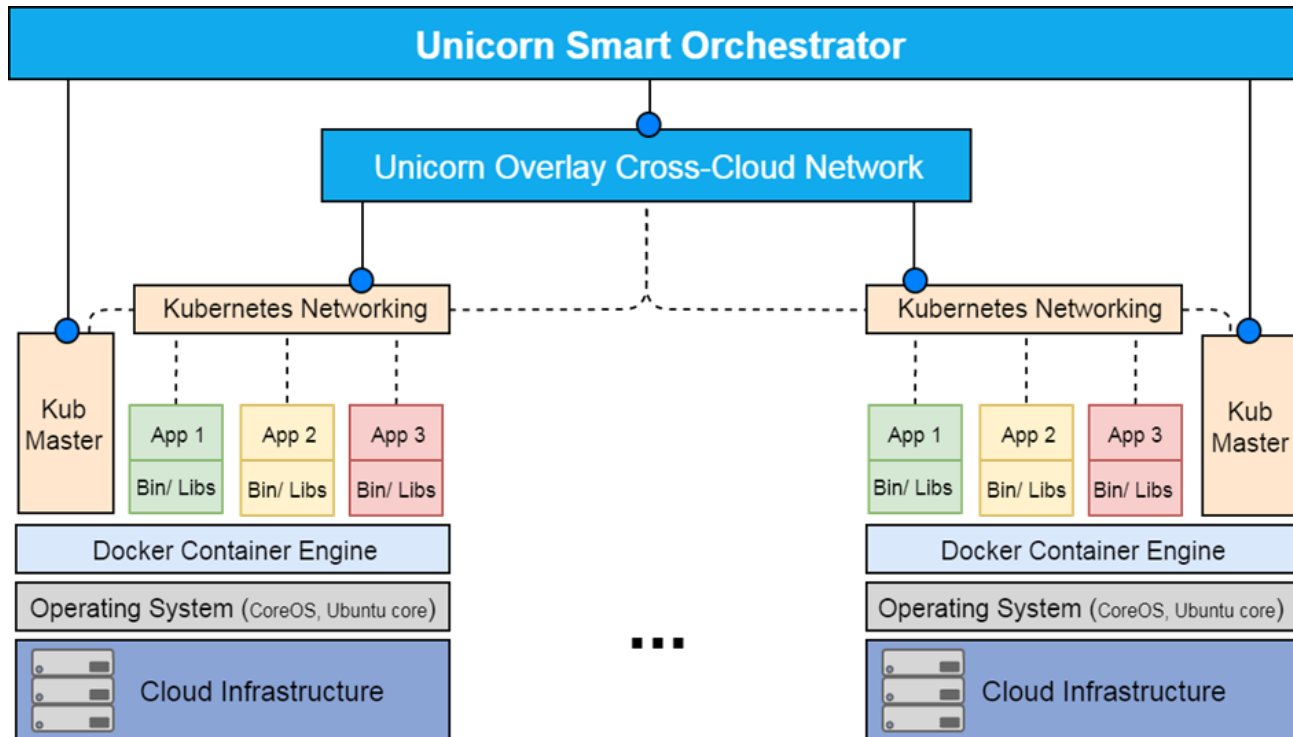 Unicorn Smart Orchestrator
Unicorn Overlay Cross-Cloud Network
Kubernetes Networking
Kubernetes Networking
Kub
Master
App 1
App 2
App 3
Bin/ Libs
Bin/ Libs
Bin/ Libs
App 1
App 2
App 3
Bin/ Libs
Bin/ Libs
Bin/ Libs
Kub
Master
Docker Container Engine
Docker Container Engine
Operating System (CoreOS, Ubuntu core)
Operating System (CoreOS, Ubuntu core)
...
Cloud Infrastructure
Cloud Infrastructure